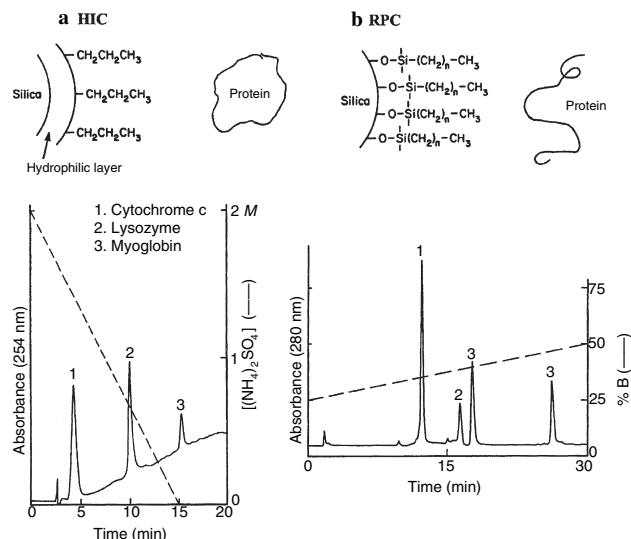 a HIC
CH₂CH₂CH₃
Silica
CH₂CH₂CH₃
Protein
CH₂CH₂CH₃
Hydrophilic layer
1. Cytochrome c
2. Lysozyme
3. Myoglobin
Absorbance (254 nm)
1
2
3
2 M
1
0
[(NH₄)₂SO₄] (——)
0 5 10 15 20
Time (min)
b RPC
O—Si—(CH₂)n—CH₃
O—Si—(CH₂)n—CH₃
Silica
O—Si(CH₂)n—CH₃
O—Si(CH₂)n—CH₃
Protein
Absorbance (280 nm)
1
2
3
3
75
50
25
0
% B (——)
0 15 30
Time (min)